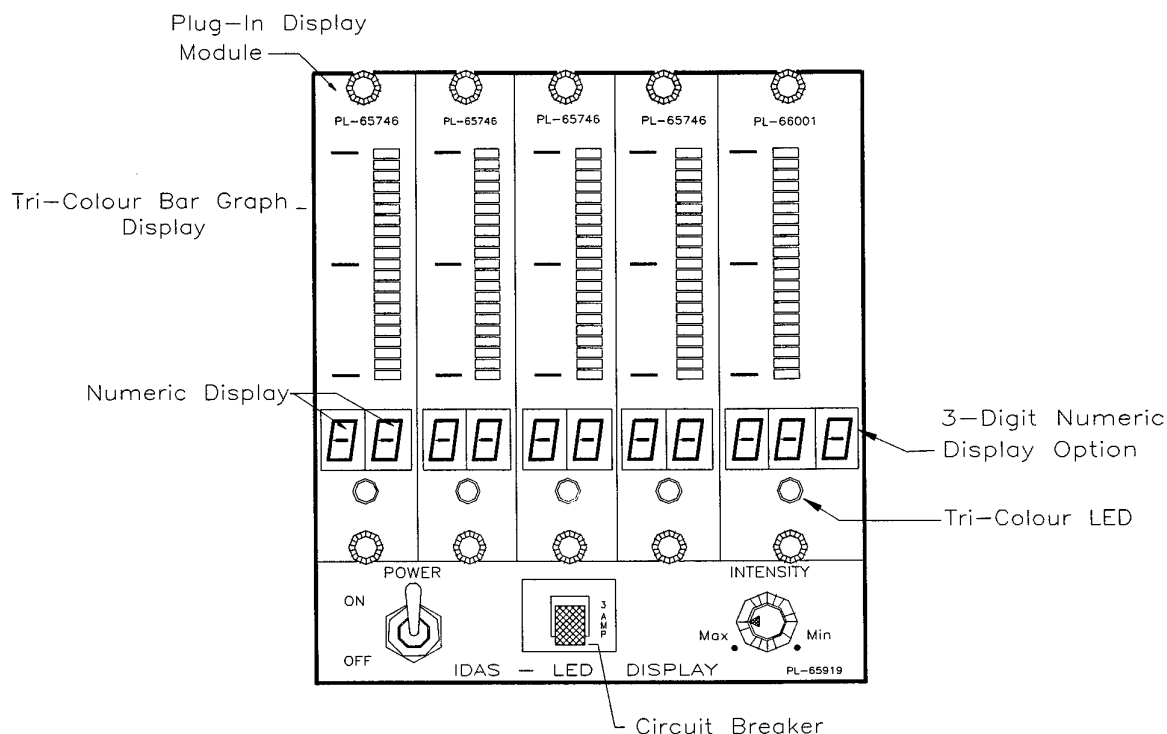 Plug-In Display
Module
PL-65746
PL-65746
PL-65746
PL-65746
PL-66001
Tri-Colour Bar Graph
Display
Numeric Display
3-Digit Numeric
Display Option
Tri-Colour LED
POWER
ON
OFF
3 AMP
INTENSITY
Max
Min
IDAS - LED DISPLAY
PL-65919
Circuit Breaker